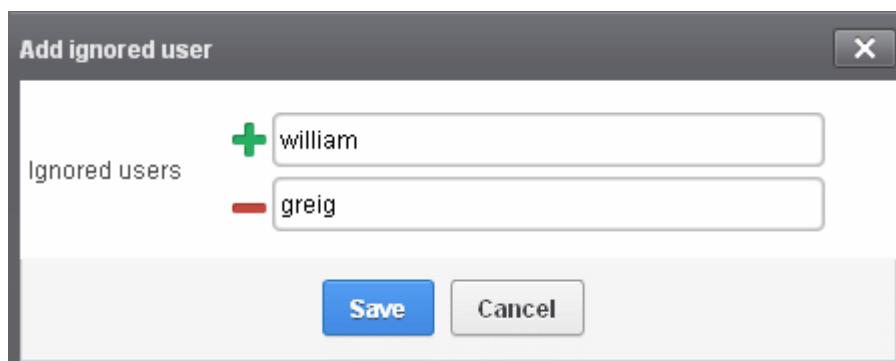 Add ignored user
william
Ignored users
greig
Save Cancel